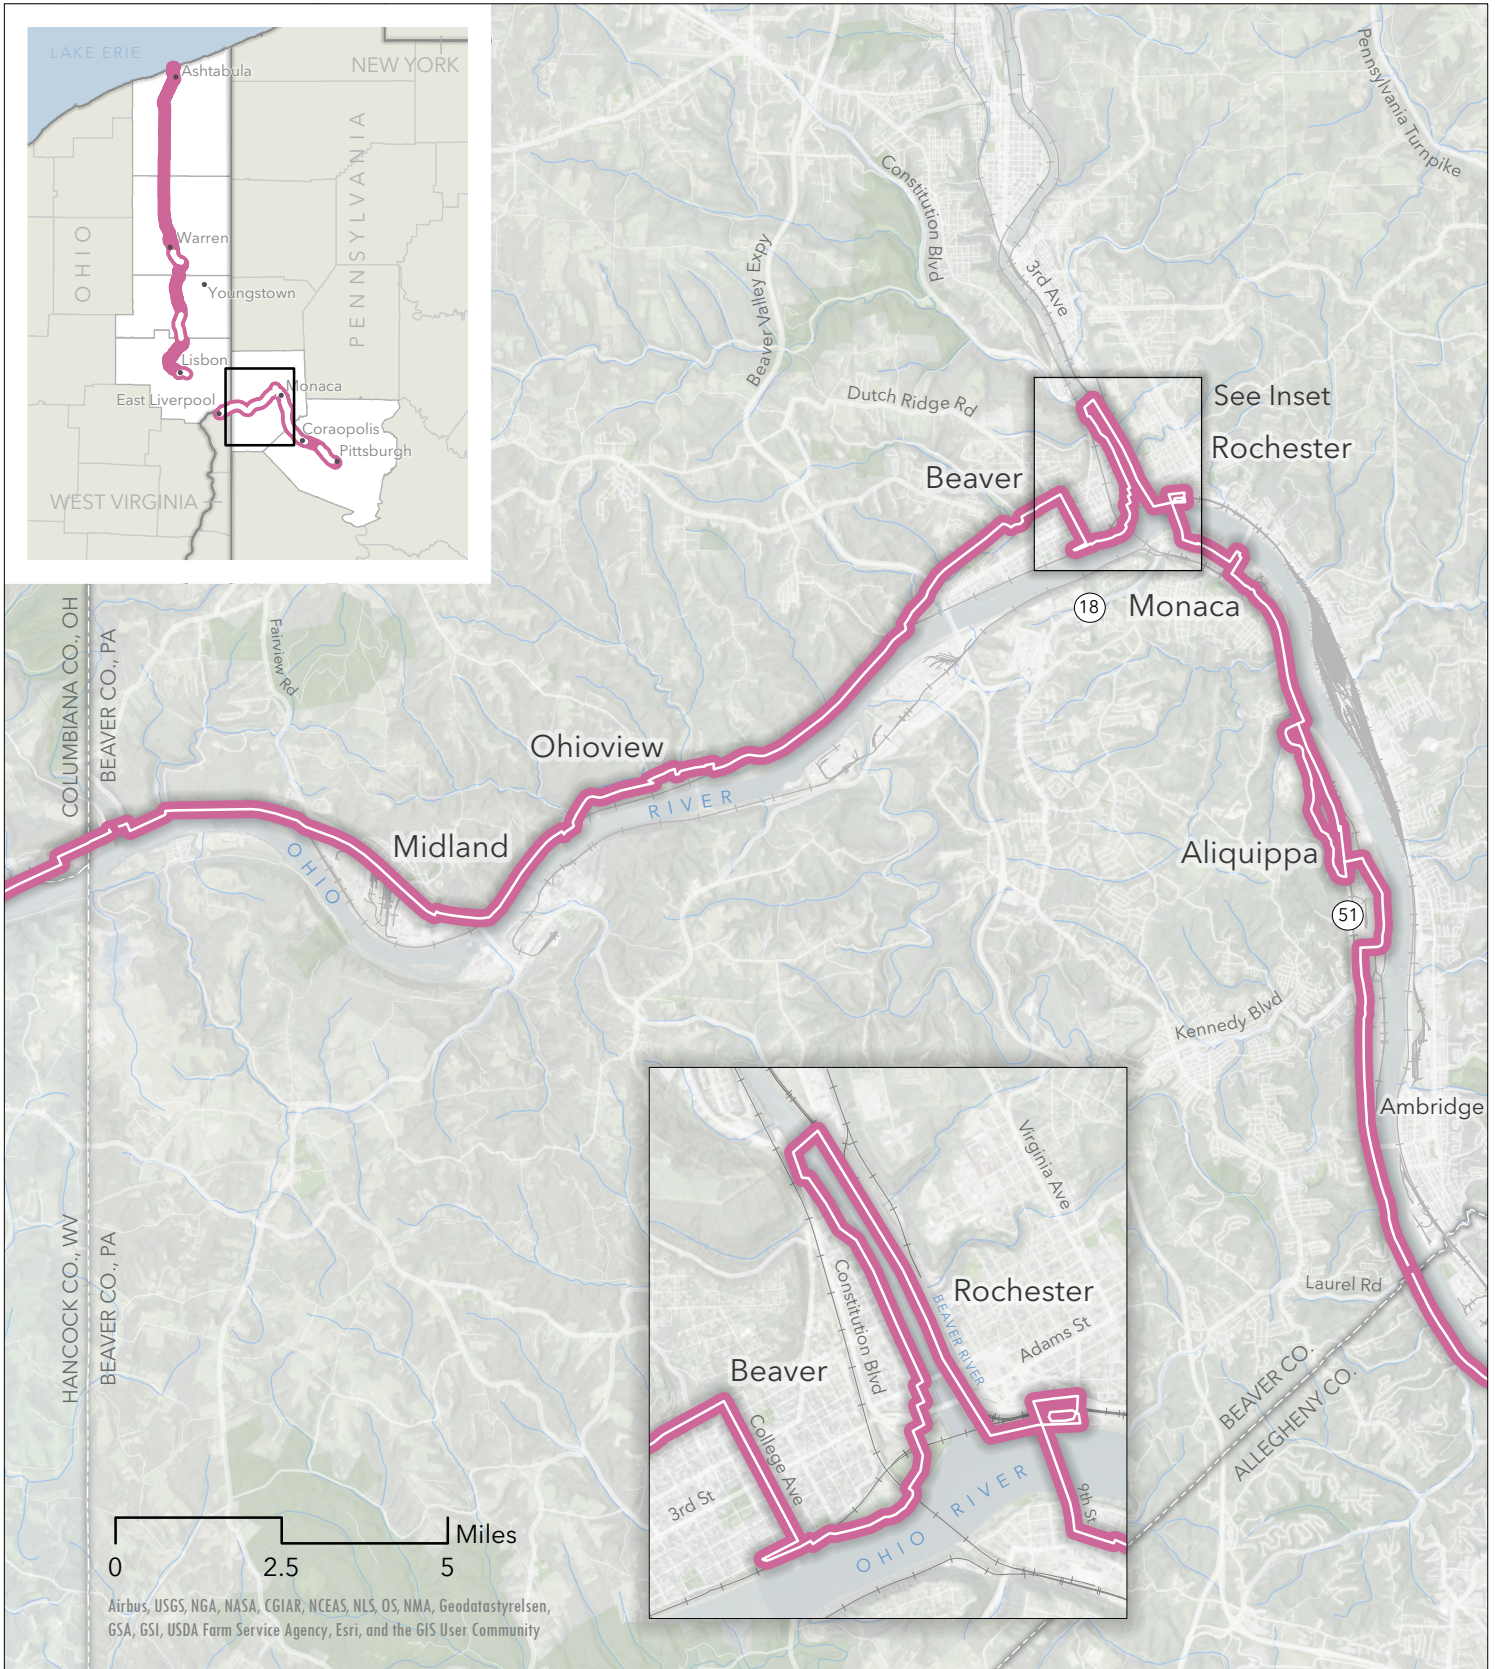 LAKE ERIE
Ashtabula
NEW YORK
OHIO
PENNSYLVANIA
Warren
Youngstown
Lisbon
East Liverpool
Monaca
Coraopolis
Pittsburgh
WEST VIRGINIA
Pennsylvania Turnpike
Constitution Blvd
Beaver Valley Expy
3rd Ave
Dutch Ridge Rd
See Inset
Rochester
Beaver
18
Monaca
COLUMBIANA CO., OH
BEAVER CO., PA
Fairview Rd
Ohioview
RIVER
Midland
OHIO
Aliquippa
51
Kennedy Blvd
Ambridge
HANCOCK CO., WV
BEAVER CO., PA
Laurel Rd
BEAVER CO.
ALLEGHENY CO.
Virginia Ave
Constitution Blvd
BEAVER RIVER
Rochester
Adams St
Beaver
College Ave
3rd St
9th St
OHIO RIVER
Miles
0 2.5 5
Airbus, USGS, NGA, NASA, CGIAR, NCEAS, NLS, OS, NMA, Geodatastyrelsen,
GSA, GSI, USDA Farm Service Agency, Esri, and the GIS User Community